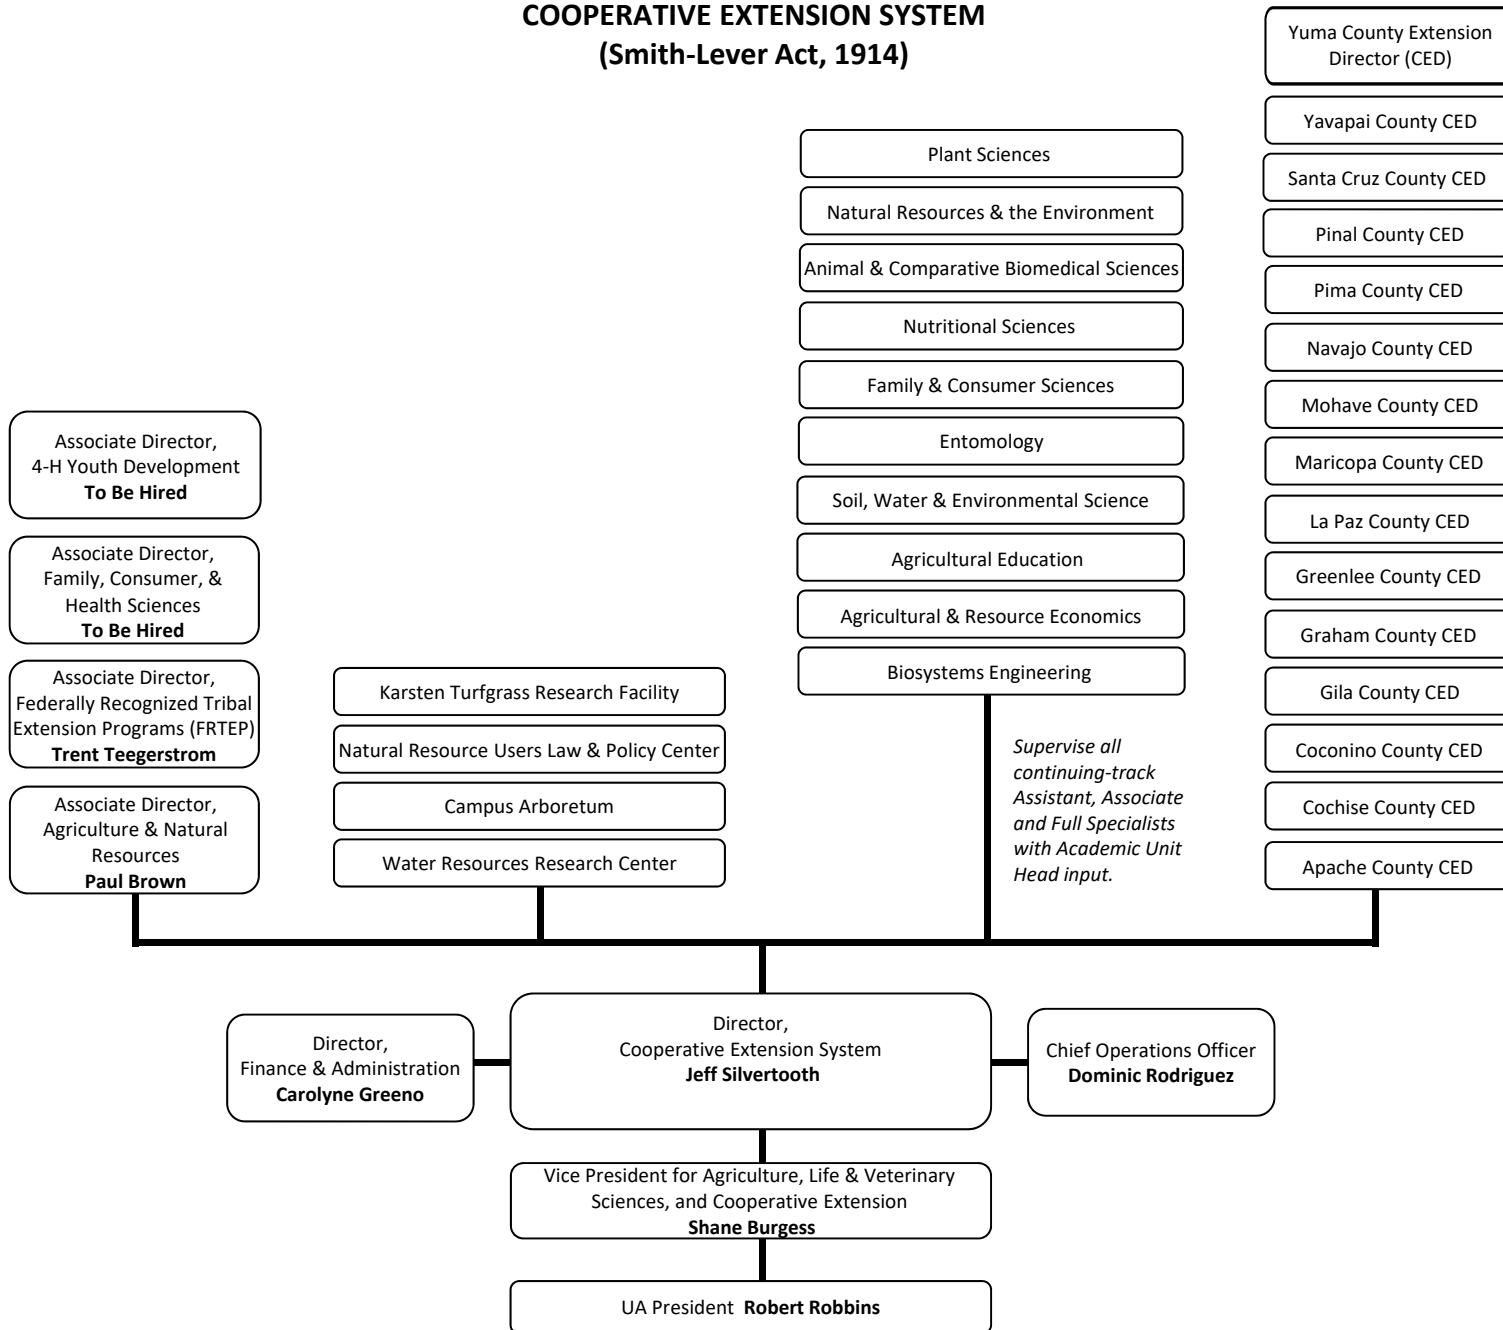 COOPERATIVE EXTENSION SYSTEM
(Smith-Lever Act, 1914)
Associate Director,
4-H Youth Development
To Be Hired
Associate Director,
Family, Consumer, &
Health Sciences
To Be Hired
Associate Director,
Federally Recognized Tribal
Extension Programs (FRTEP)
Trent Teegerstrom
Associate Director,
Agriculture & Natural
Resources
Paul Brown
Karsten Turfgrass Research Facility
Natural Resource Users Law & Policy Center
Campus Arboretum
Water Resources Research Center
Plant Sciences
Natural Resources & the Environment
Animal & Comparative Biomedical Sciences
Nutritional Sciences
Family & Consumer Sciences
Entomology
Soil, Water & Environmental Science
Agricultural Education
Agricultural & Resource Economics
Biosystems Engineering
Supervise all
continuing-track
Assistant, Associate
and Full Specialists
with Academic Unit
Head input.
Yuma County Extension
Director (CED)
Yavapai County CED
Santa Cruz County CED
Pinal County CED
Pima County CED
Navajo County CED
Mohave County CED
Maricopa County CED
La Paz County CED
Greenlee County CED
Graham County CED
Gila County CED
Coconino County CED
Cochise County CED
Apache County CED
Director,
Finance & Administration
Carolyne Greeno
Director,
Cooperative Extension System
Jeff Silvertooth
Chief Operations Officer
Dominic Rodriguez
Vice President for Agriculture, Life & Veterinary
Sciences, and Cooperative Extension
Shane Burgess
UA President Robert Robbins